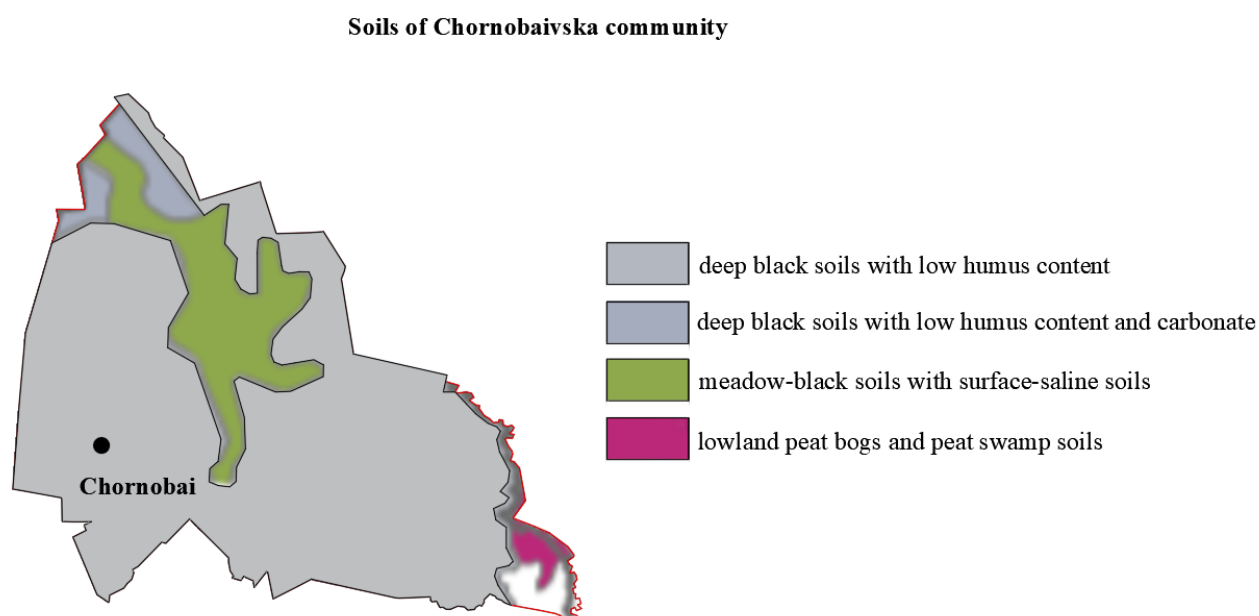 Soils of Chornobaivska community
deep black soils with low humus content
deep black soils with low humus content and carbonate
meadow-black soils with surface-saline soils
lowland peat bogs and peat swamp soils
Chornobai